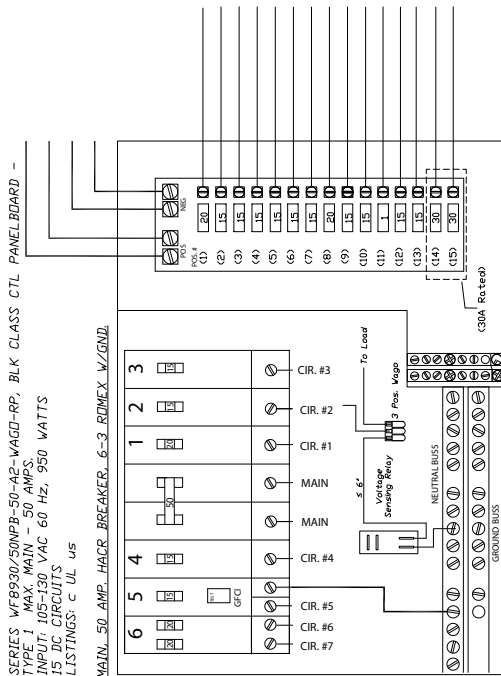 SERIES WF8930/50NPB-50-A2-WAGO-RP, BLK CLASS CTL PANELBOARD -
TYPE 1 MAX. MAIN - 50 AMPS.
INPUT: 105-130 VAC 60 Hz, 950 WATTS
15 DC CIRCUITS
LISTINGS: c UL us
MAIN, 50 AMP, HACR BREAKER, 6-3 ROMEX W/GND.
POS
NEG
POS.#
(1) 20
(2) 15
(3) 15
(4) 15
(5) 15
(6) 15
(7) 15
(8) 20
(9) 15
(10) 15
(11) 1
(12) 15
(13) 15
(14) 30
(15) 30
(30A Rated)
3 15 CIR. #3
2 15 CIR. #2
1 20 CIR. #1
50 MAIN
MAIN
4 15 CIR. #4
5 15 TEST GFCI CIR. #5
6 20 CIR. #6
20 CIR. #7
To Load
3 Pos. Wago
≤ 6"
Voltage
Sensing Relay
NEUTRAL BUSS
GROUND BUSS